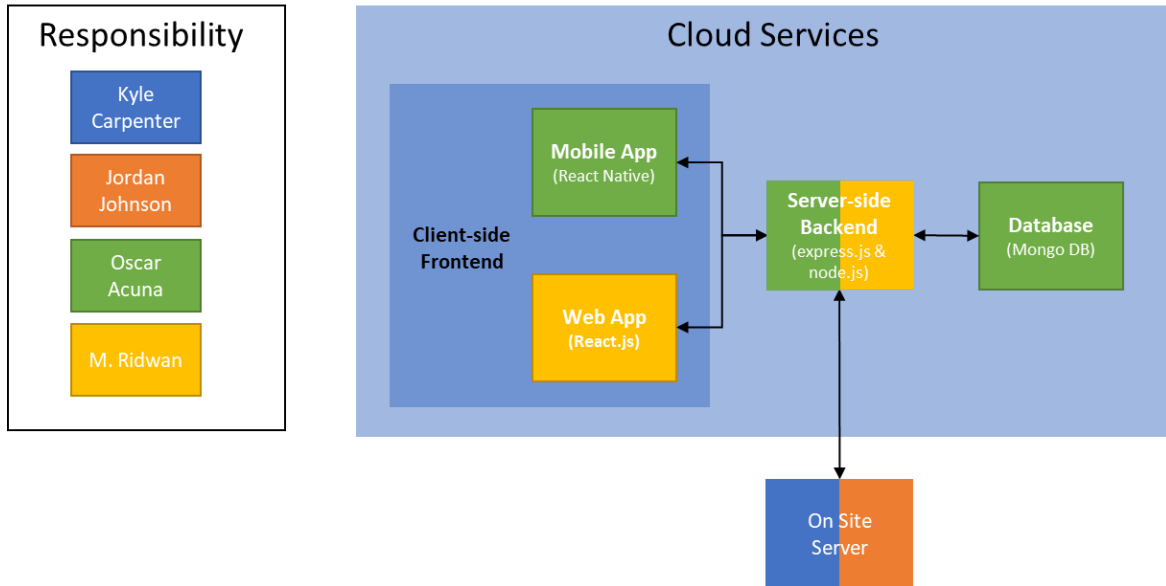 Responsibility
Kyle
Carpenter
Jordan
Johnson
Oscar
Acuna
M. Ridwan
Cloud Services
Client-side
Frontend
Mobile App
(React Native)
Web App
(React.js)
Server-side
Backend
(express.js &
node.js)
Database
(Mongo DB)
On Site
Server